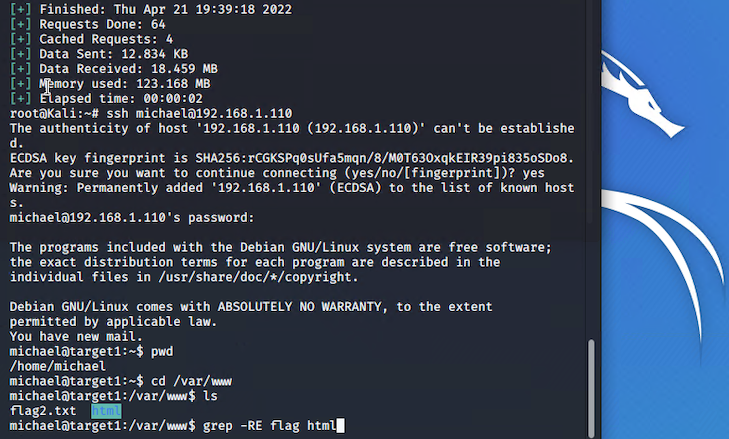 [+] Finished: Thu Apr 21 19:39:18 2022
[+] Requests Done: 64
[+] Cached Requests: 4
[+] Data Sent: 12.834 KB
[+] Data Received: 18.459 MB
[+] Memory used: 123.168 MB
[+] Elapsed time: 00:00:02
root@Kali:~# ssh michael@192.168.1.110
The authenticity of host '192.168.1.110 (192.168.1.110)' can't be establishe
d.
ECDSA key fingerprint is SHA256:rCGKSPq0sUfa5mqn/8/M0T63OxqkEIR39pi835oSDo8.
Are you sure you want to continue connecting (yes/no/[fingerprint])? yes
Warning: Permanently added '192.168.1.110' (ECDSA) to the list of known host
s.
michael@192.168.1.110's password:
The programs included with the Debian GNU/Linux system are free software;
the exact distribution terms for each program are described in the
individual files in /usr/share/doc/*/copyright.
Debian GNU/Linux comes with ABSOLUTELY NO WARRANTY, to the extent
permitted by applicable law.
You have new mail.
michael@target1:~$ pwd
/home/michael
michael@target1:~$ cd /var/www
michael@target1:/var/www$ ls
flag2.txt  html
michael@target1:/var/www$ grep -RE flag html